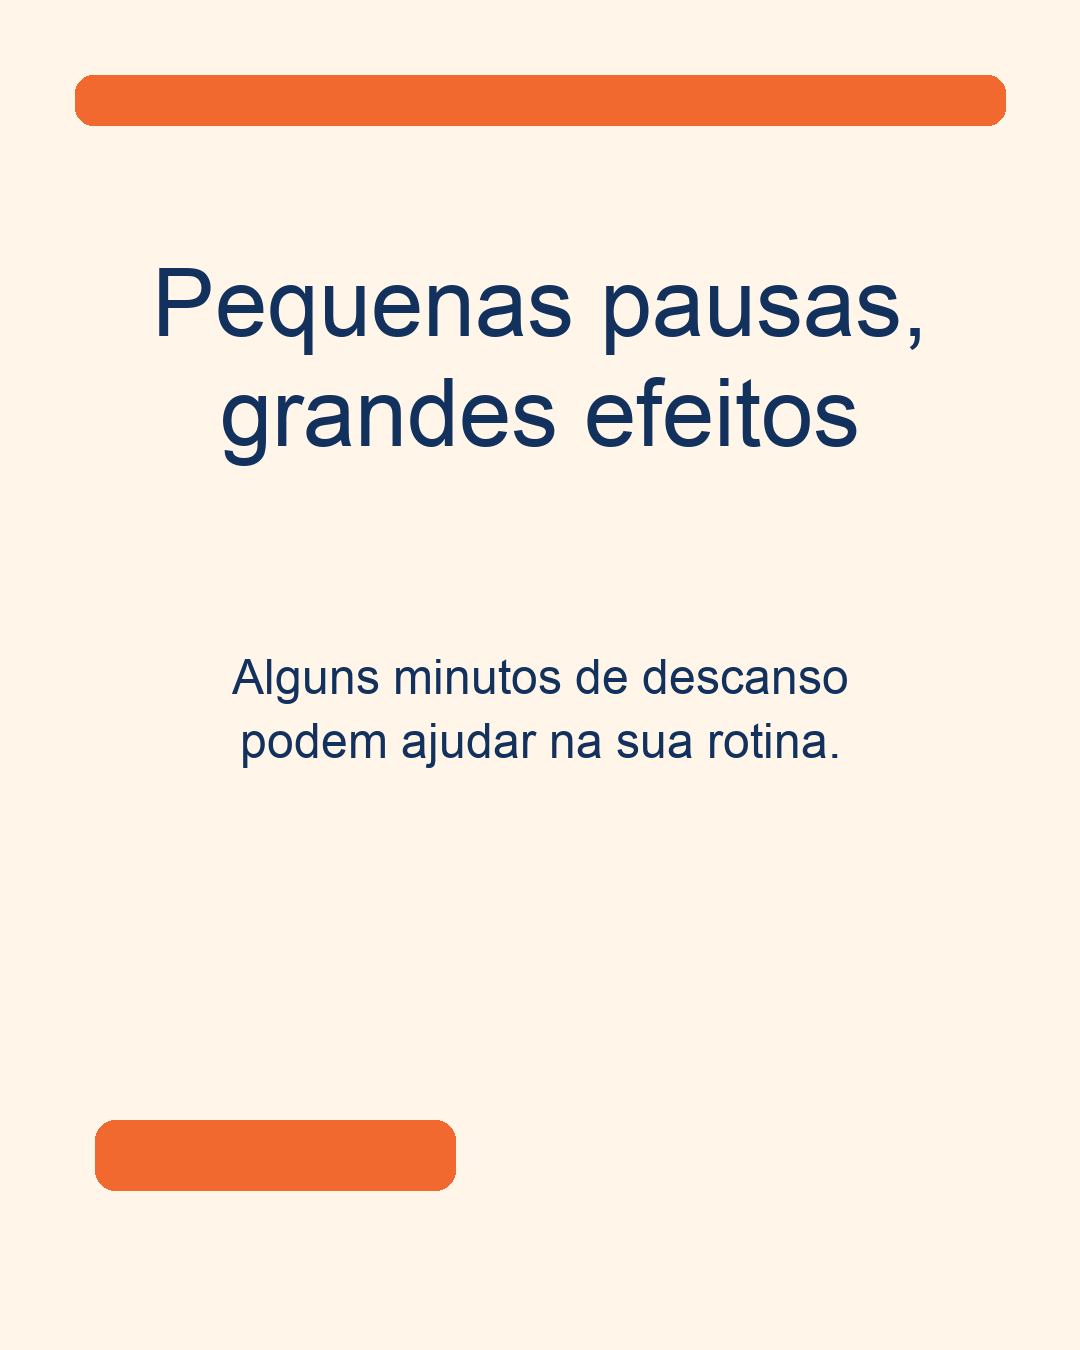 Pequenas pausas,
grandes efeitos
Alguns minutos de descanso
podem ajudar na sua rotina.